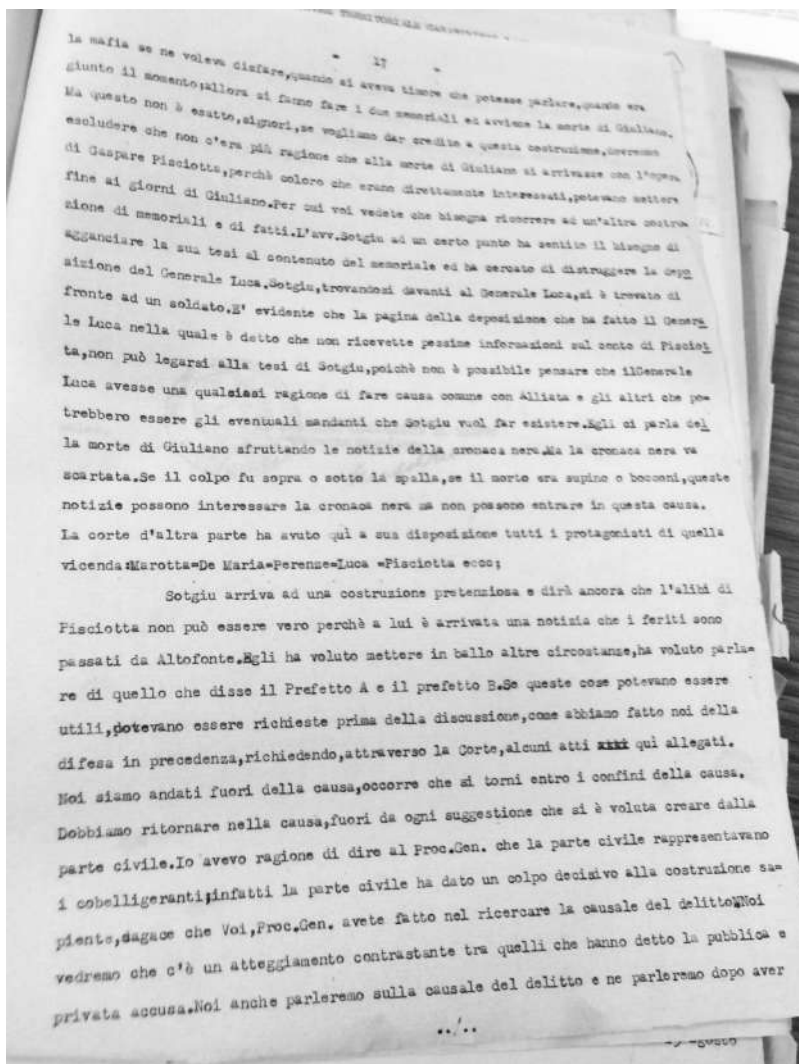 - 17 -
la mafia se ne voleva disfare,quando si aveva timore che potesse parlare,quando era
giunto il momento;allora si fanno fare i due memoriali ed avviene la morte di Giuliano.
Ma questo non è esatto,signori,se vogliamo dar credito a questa costruzione,dovremmo
escludere che non c'era più ragione che alla morte di Giuliano si arrivasse con l'opera
di Gaspare Pisciotta,perchè coloro che erano direttamente interessati,potevano mettere
fine ai giorni di Giuliano.Per cui voi vedete che bisogna ricorrere ad un'altra costru
zione di memoriali e di fatti.L'avv.Sotgiu ad un certo punto ha sentito il bisogno di
agganciare la sua tesi al contenuto del memoriale ed ha cercato di distruggere la depo
sizione del Generale Luca.Sotgiu,trovandosi davanti al Generale Luca,si è trovato di
fronte ad un soldato.E' evidente che la pagina della deposizione che ha fatto il Genera
le Luca nella quale è detto che non ricevette pessime informazioni sul conto di Pisciot
ta,non può legarsi alla tesi di Sotgiu,poichè non è possibile pensare che ilGenerale
Luca avesse una qualsiasi ragione di fare causa comune con Alliata e gli altri che po=
trebbero essere gli eventuali mandanti che Sotgiu vuol far esistere.Egli ci parla del
la morte di Giuliano sfruttando le notizie della cronaca nera.Ma la cronaca nera va
scartata.Se il colpo fu sopra o sotto la spalla,se il morto era supino o bocconi,queste
notizie possono interessare la cronaca nera ma non possono entrare in questa causa.
La corte d'altra parte ha avuto quì a sua disposizione tutti i protagonisti di quella
vicenda:Marotta=De Maria=Perenze=Luca =Pisciotta ecc;
Sotgiu arriva ad una costruzione pretenziosa e dirà ancora che l'alibi di
Pisciotta non può essere vero perchè a lui è arrivata una notizia che i feriti sono
passati da Altofonte.Egli ha voluto mettere in ballo altre circostanze,ha voluto parla=
re di quello che disse il Prefetto A e il prefetto B.Se queste cose potevano essere
utili,dotevano essere richieste prima della discussione,come abbiamo fatto noi della
difesa in precedenza,richiedendo,attraverso la Corte,alcuni atti xxxx quì allegati.
Noi siamo andati fuori della causa,occorre che si torni entro i confini della causa.
Dobbiamo ritornare nella causa,fuori da ogni suggestione che si è voluta creare dalla
parte civile.Io avevo ragione di dire al Proc.Gen. che la parte civile rappresentavano
i cobelligeranti;infatti la parte civile ha dato un colpo decisivo alla costruzione sa=
piente,sagace che Voi,Proc.Gen. avete fatto nel ricercare la causale del delitto.Noi
vedremo che c'è un atteggiamento contrastante tra quelli che hanno detto la pubblica e
privata accusa.Noi anche parleremo sulla causale del delitto e ne parleremo dopo aver
../..